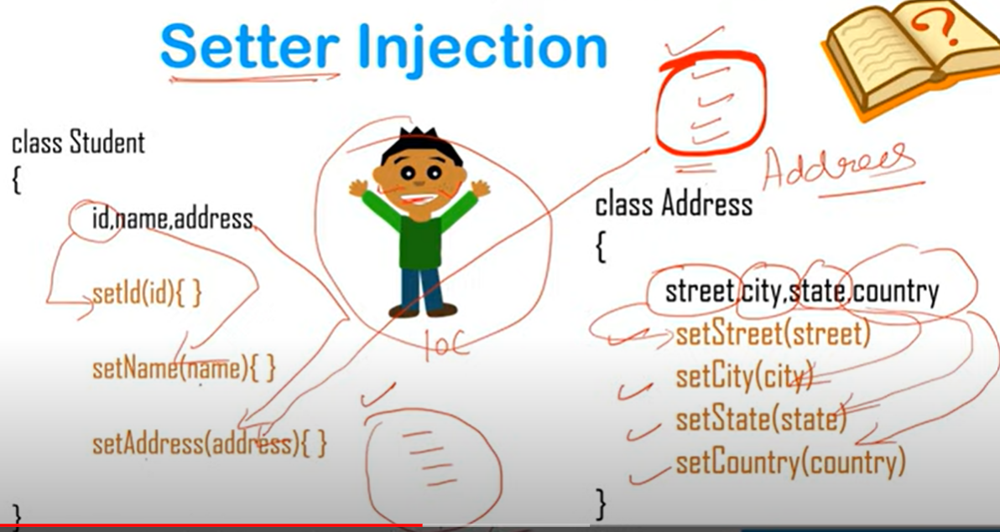 Setter Injection
class Student
{
id,name,address,
setId(id){ }
setName(name){ }
setAddress(address){ }
}
IOC
Address
class Address
{
street,city,state,country
setStreet(street)
setCity(city)
setState(state)
setCountry(country)
}
?